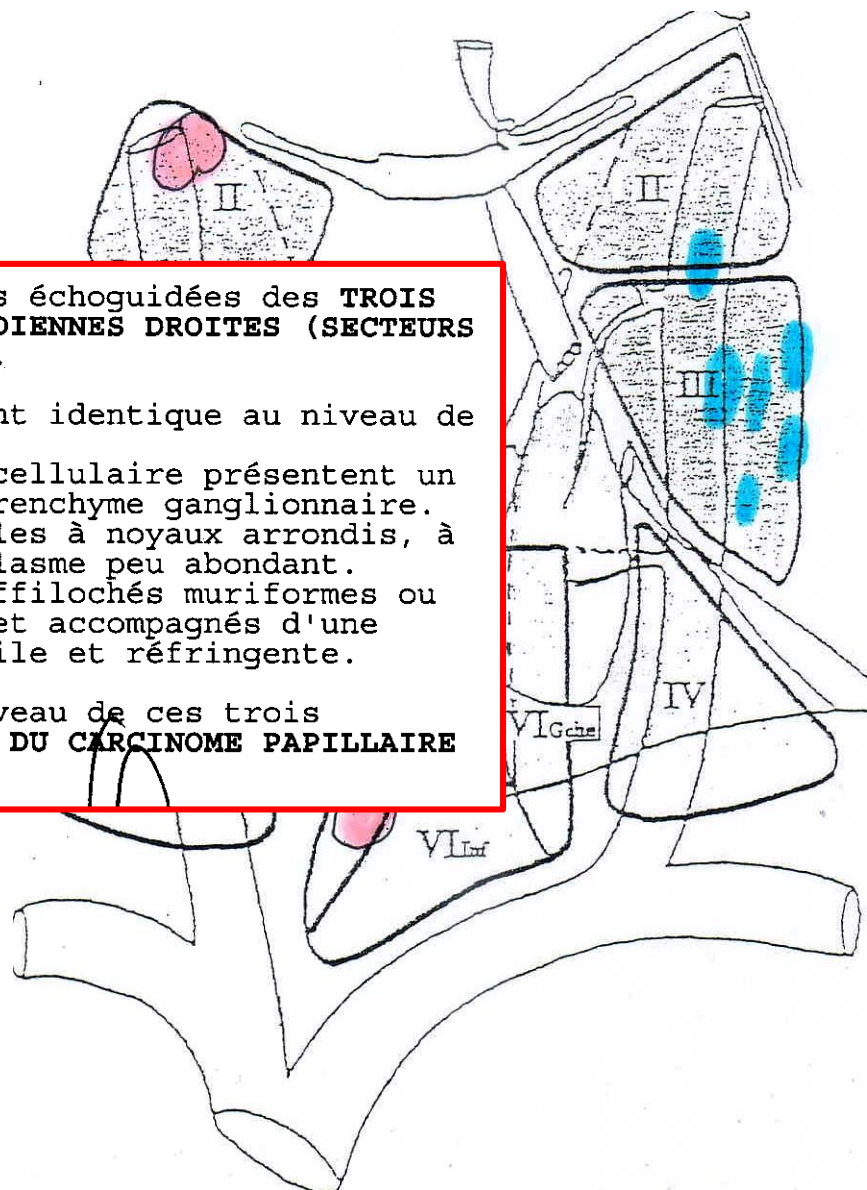 II
II
s échoguidées des TROIS
DIENNES DROITES (SECTEURS
.
nt identique au niveau de
cellulaire présentent un
renchyme ganglionnaire.
les à noyaux arrondis, à
lasme peu abondant.
ffilochés muriformes ou
et accompagnés d'une
ile et réfringente.
veau de ces trois
DU CARCINOME PAPILLAIRE
III
IV
VI Gche
VI Inf